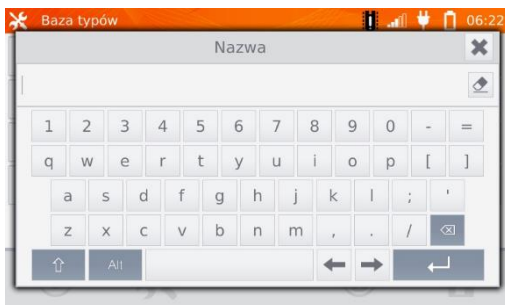 Baza typów 06:22
Nazwa
1 2 3 4 5 6 7 8 9 0 - =
q w e r t y u i o p [ ]
a s d f g h j k l ; '
z x c v b n m , . /
Alt